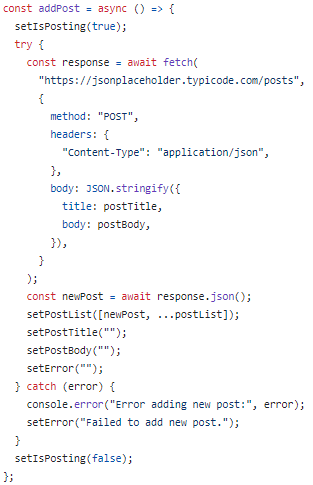 const addPost = async () => {
  setIsPosting(true);
  try {
    const response = await fetch(
      "https://jsonplaceholder.typicode.com/posts",
      {
        method: "POST",
        headers: {
          "Content-Type": "application/json",
        },
        body: JSON.stringify({
          title: postTitle,
          body: postBody,
        }),
      }
    );
    const newPost = await response.json();
    setPostList([newPost, ...postList]);
    setPostTitle("");
    setPostBody("");
    setError("");
  } catch (error) {
    console.error("Error adding new post:", error);
    setError("Failed to add new post.");
  }
  setIsPosting(false);
};